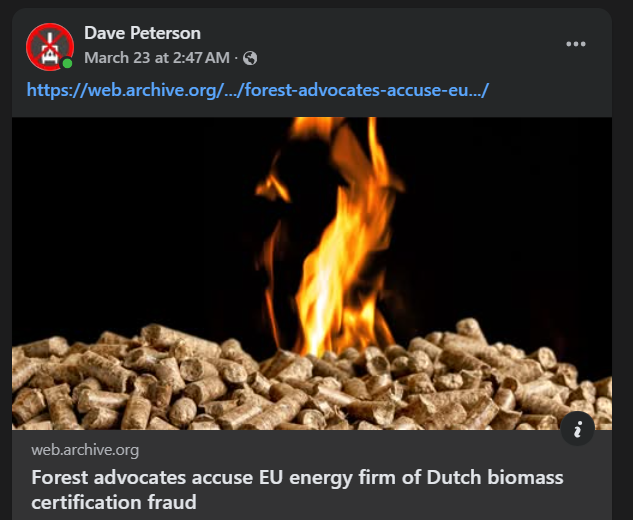 Dave Peterson
March 23 at 2:47 AM ·
https://web.archive.org/.../forest-advocates-accuse-eu.../
web.archive.org
Forest advocates accuse EU energy firm of Dutch biomass
certification fraud